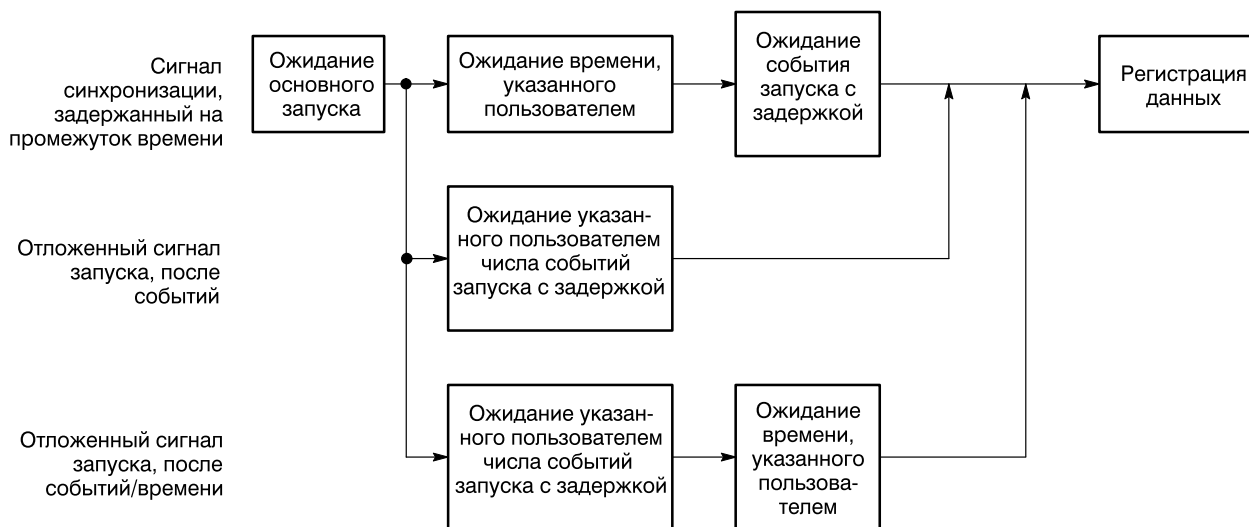 Сигнал
синхронизации,
задержанный на
промежуток времени
Ожидание
основного
запуска
Ожидание времени,
указанного
пользователем
Ожидание
события
запуска с
задержкой
Регистрация
данных
Отложенный сигнал
запуска, после
событий
Ожидание указан-
ного пользователем
числа событий
запуска с задержкой
Отложенный сигнал
запуска, после
событий/времени
Ожидание указан-
ного пользователем
числа событий
запуска с задержкой
Ожидание
времени,
указанного
пользова-
телем